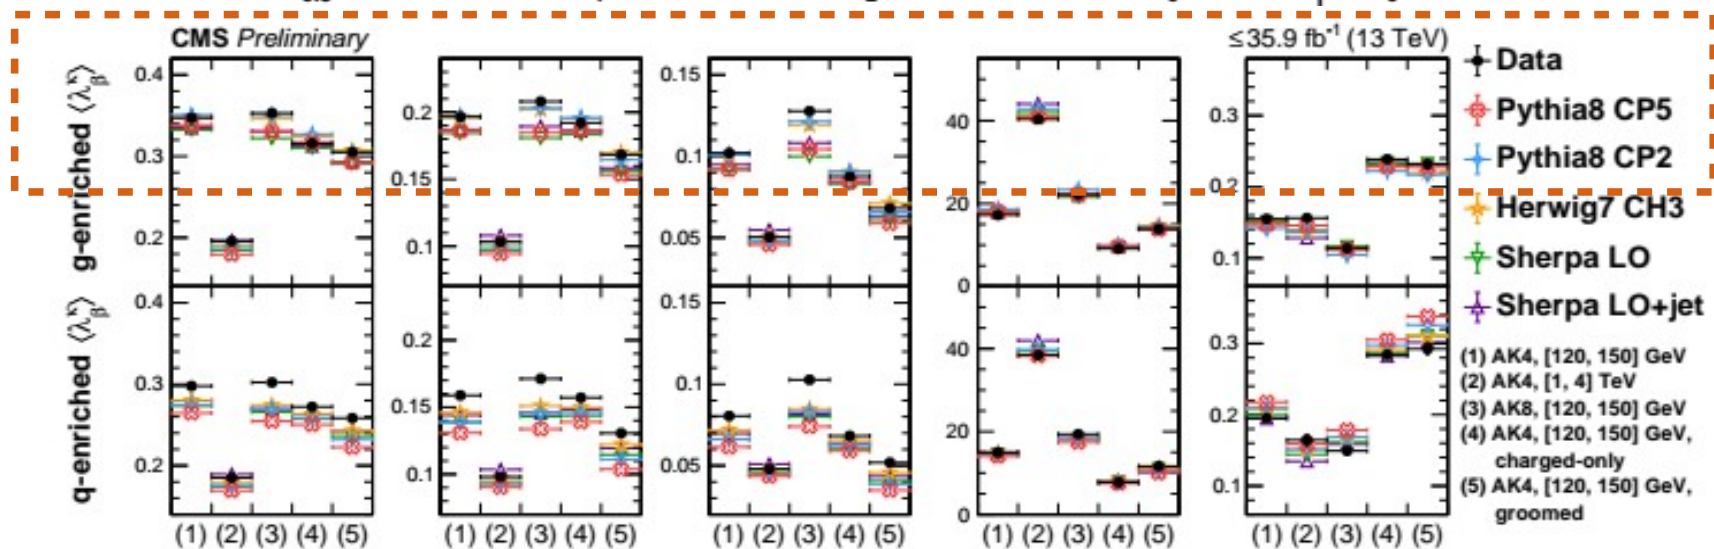 CMS Preliminary
≤35.9 fb⁻¹ (13 TeV)
g-enriched ⟨λ^κ_β⟩
0.4
0.3
0.2
0.2
0.15
0.1
0.15
0.1
0.05
40
20
0
0.3
0.2
0.1
q-enriched ⟨λ^κ_β⟩
0.4
0.3
0.2
0.2
0.15
0.1
0.15
0.1
0.05
40
20
0
0.3
0.2
0.1
(1) (2) (3) (4) (5)
(1) (2) (3) (4) (5)
(1) (2) (3) (4) (5)
(1) (2) (3) (4) (5)
(1) (2) (3) (4) (5)
Data
Pythia8 CP5
Pythia8 CP2
Herwig7 CH3
Sherpa LO
Sherpa LO+jet
(1) AK4, [120, 150] GeV
(2) AK4, [1, 4] TeV
(3) AK8, [120, 150] GeV
(4) AK4, [120, 150] GeV,
charged-only
(5) AK4, [120, 150] GeV,
groomed